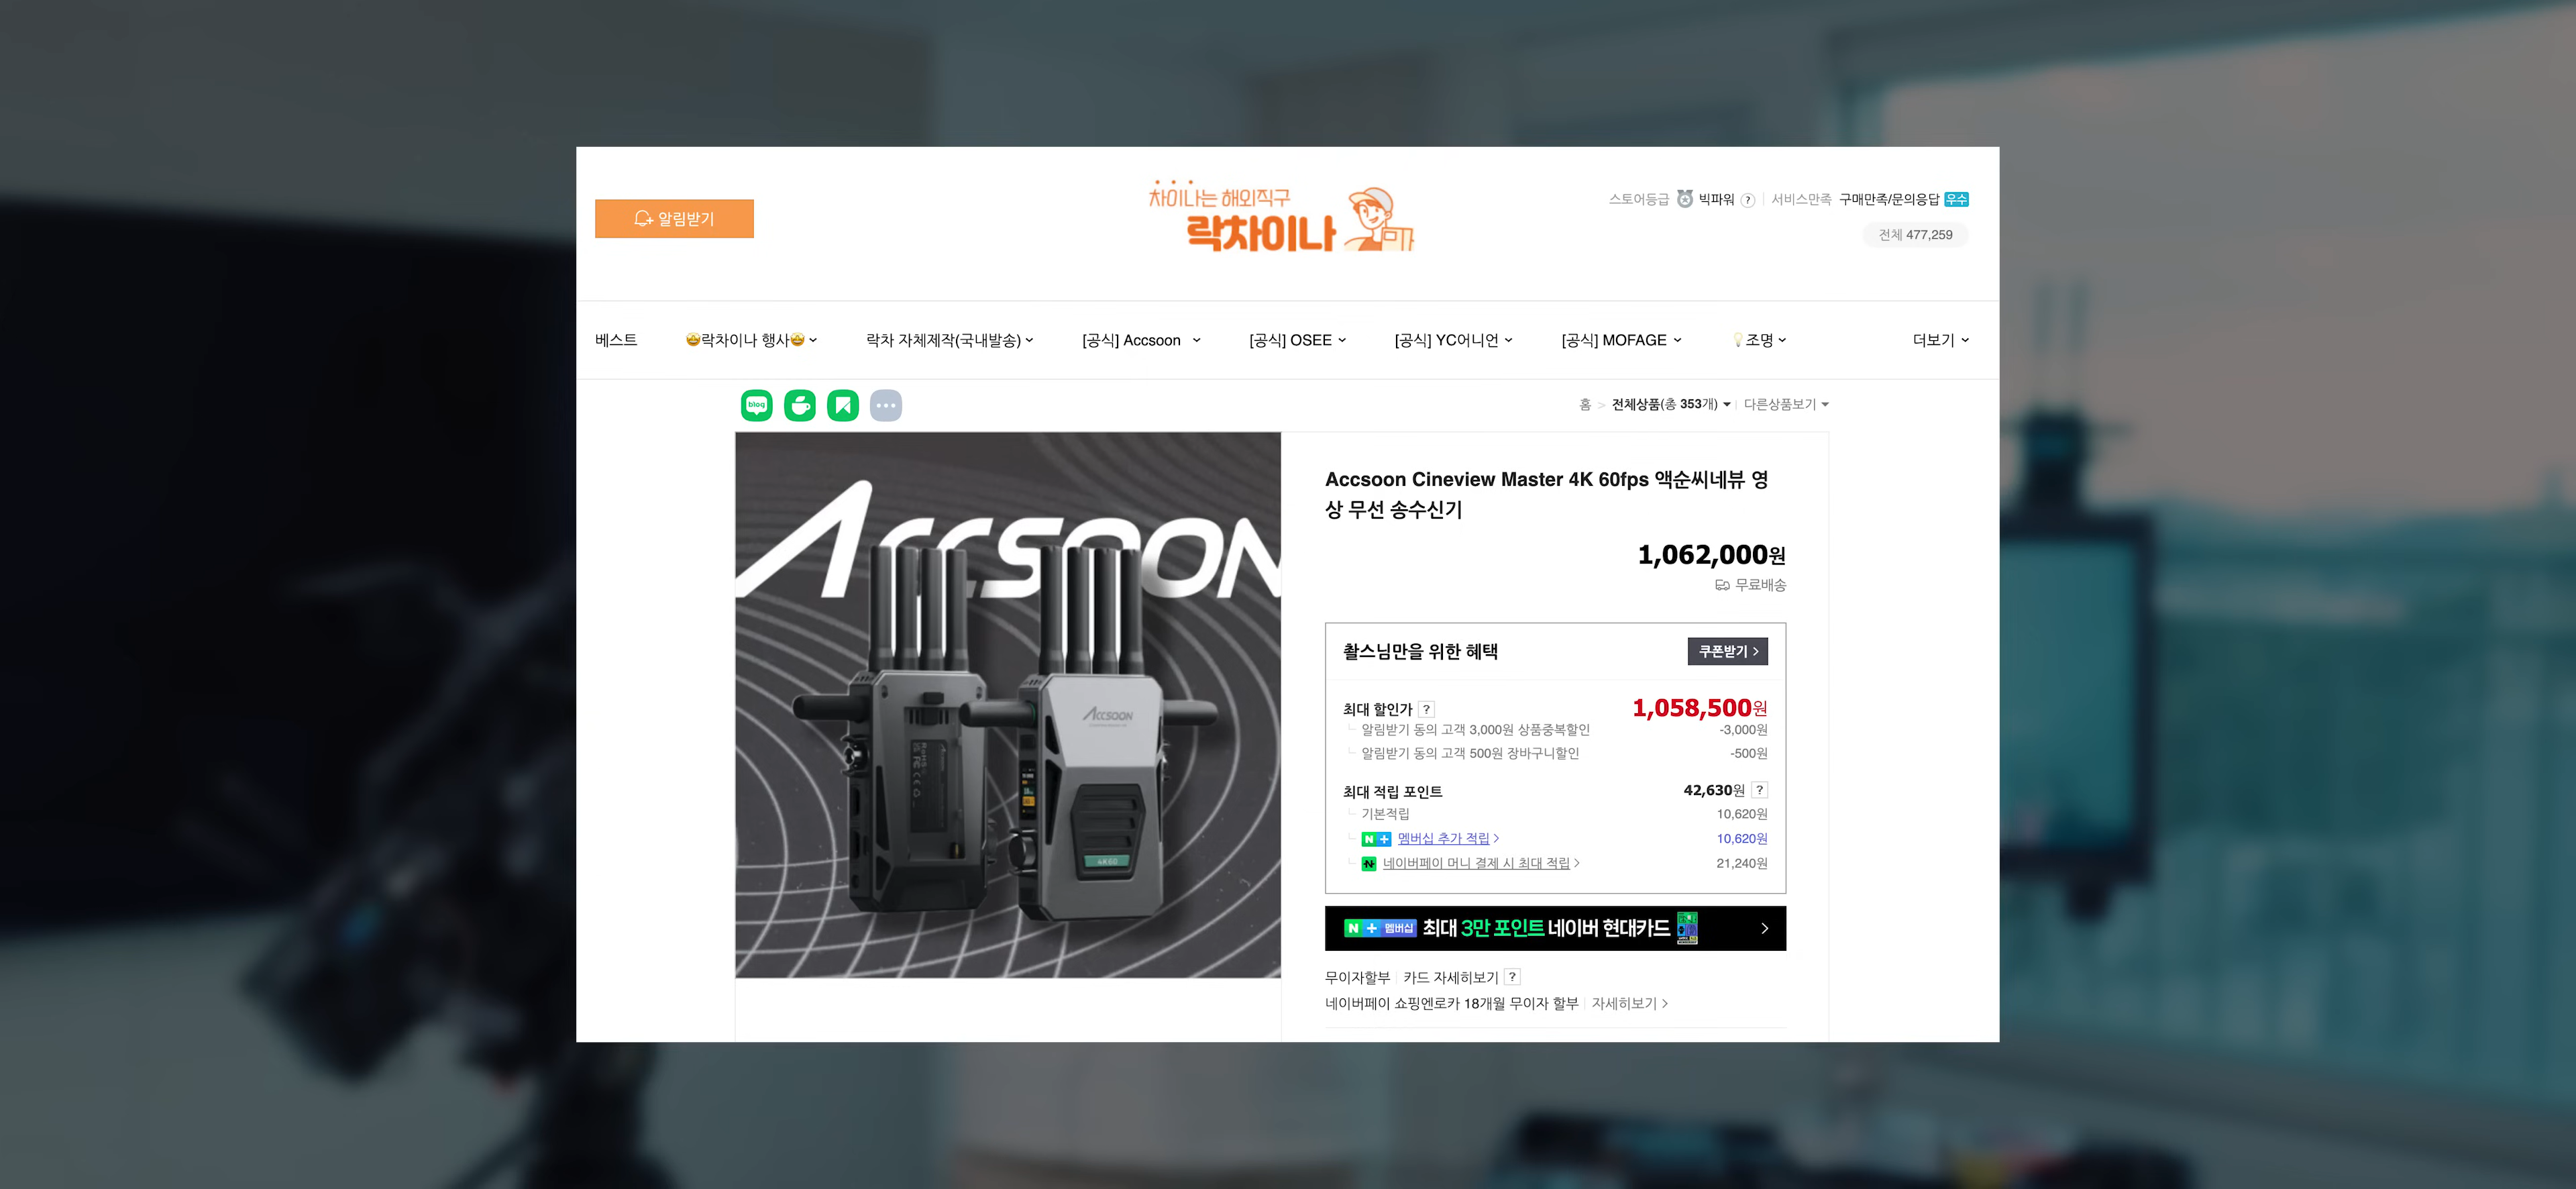 알림받기
차이나는 해외직구
락차이나
스토어등급 빅파워 ? 서비스만족 구매만족/문의응답 우수
전체 477,259
베스트 🤩락차이나 행사🤩 락차 자체제작(국내발송) [공식] Accsoon [공식] OSEE [공식] YC어니언 [공식] MOFAGE 💡조명 더보기
blog
홈 > 전체상품(총 353개) 다른상품보기
ACCSOON
ACCSOON
4K60
Accsoon Cineview Master 4K 60fps 액순씨네뷰 영
상 무선 송수신기
1,062,000원
무료배송
촬스님만을 위한 혜택 쿠폰받기 >
최대 할인가 ? 1,058,500원
알림받기 동의 고객 3,000원 상품중복할인 -3,000원
알림받기 동의 고객 500원 장바구니할인 -500원
최대 적립 포인트 42,630원 ?
기본적립 10,620원
N + 멤버십 추가 적립 > 10,620원
N 네이버페이 머니 결제 시 최대 적립 > 21,240원
N + 멤버십 최대 3만 포인트 네이버 현대카드 >
무이자할부 카드 자세히보기 ?
네이버페이 쇼핑엔로카 18개월 무이자 할부 자세히보기 >